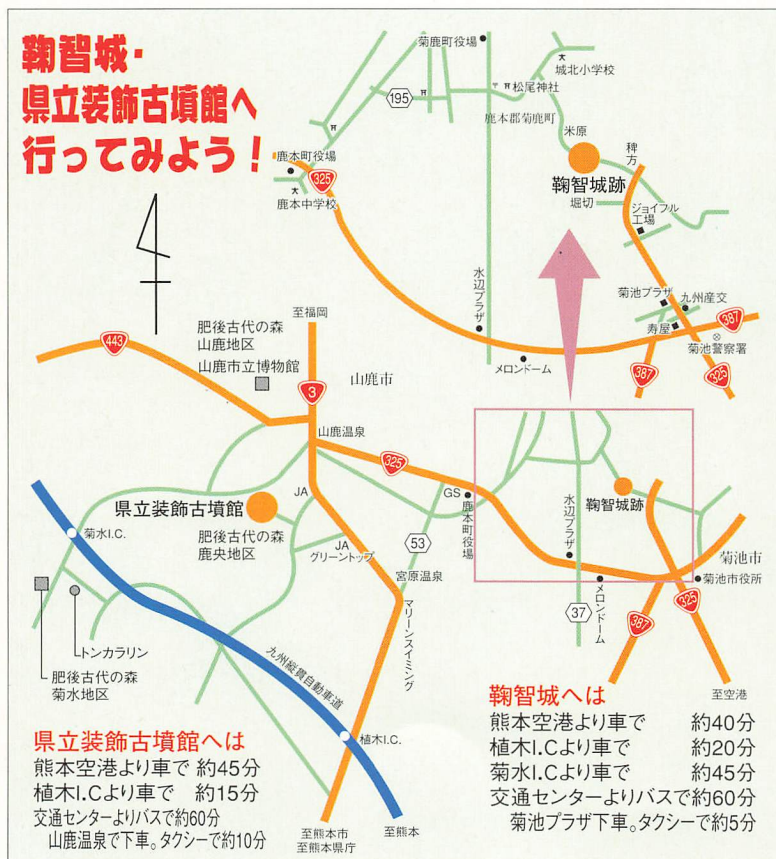 鞠智城・
県立装飾古墳館へ
行ってみよう！
菊鹿町役場
城北小学校
195
松尾神社
鹿本郡菊鹿町
米原
稗方
鹿本町役場
325
鹿本中学校
鞠智城跡
堀切
ジョイフル
工場
水辺プラザ
菊池プラザ
九州産交
寿屋
387
菊池警察署
メロンドーム
387
325
至福岡
443
肥後古代の森
山鹿地区
山鹿市立博物館
山鹿市
3
山鹿温泉
325
JA
GS
鹿本町役場
水辺プラザ
鞠智城跡
県立装飾古墳館
肥後古代の森
鹿央地区
JA
グリーントップ
53
宮原温泉
菊水I.C.
菊池市
菊池市役所
メロンドーム
37
387
325
マリーンスイミング
トンカラリン
肥後古代の森
菊水地区
九州縦貫自動車道
至空港
植木I.C.
至熊本市
至熊本県庁
至熊本
県立装飾古墳館へは
熊本空港より車で 約45分
植木I.Cより車で 約15分
交通センターよりバスで約60分
山鹿温泉で下車。タクシーで約10分
鞠智城へは
熊本空港より車で 約40分
植木I.Cより車で 約20分
菊水I.Cより車で 約45分
交通センターよりバスで約60分
菊池プラザ下車。タクシーで約5分